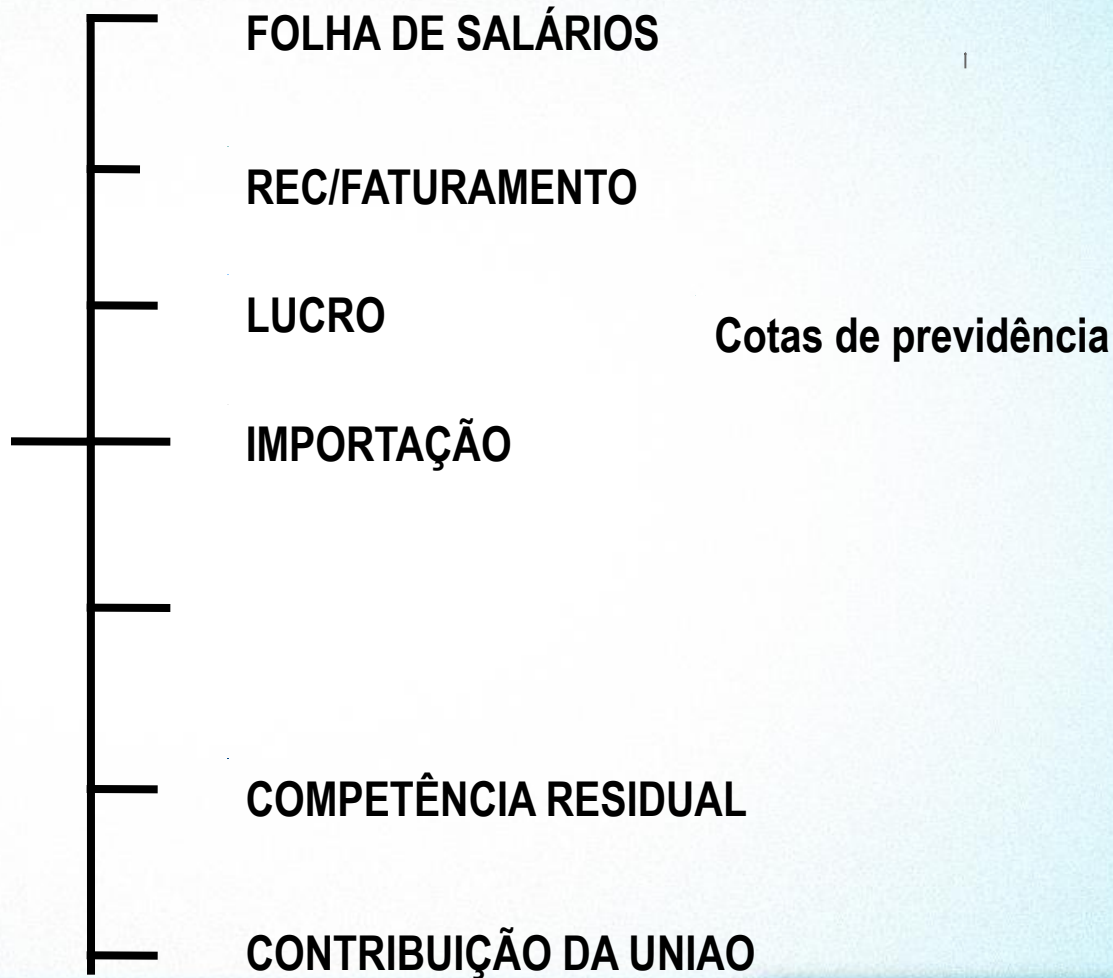 FOLHA DE SALÁRIOS
REC/FATURAMENTO
LUCRO
Cotas de previdência
IMPORTAÇÃO
COMPETÊNCIA RESIDUAL
CONTRIBUIÇÃO DA UNIAO